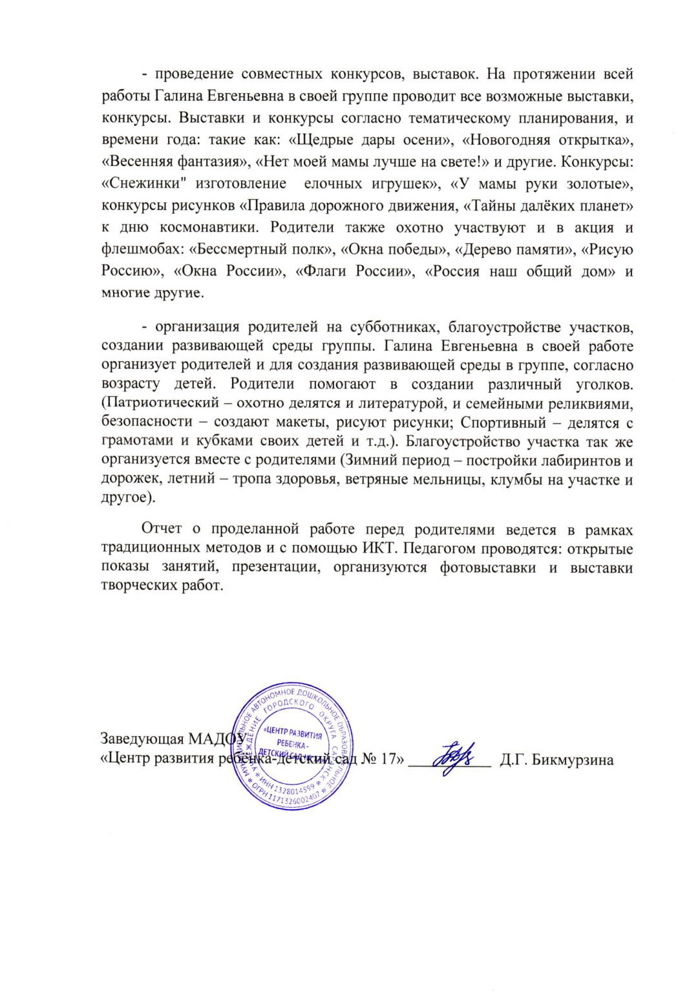 - проведение совместных конкурсов, выставок. На протяжении всей
работы Галина Евгеньевна в своей группе проводит все возможные выставки,
конкурсы. Выставки и конкурсы согласно тематическому планирования, и
времени года: такие как: «Щедрые дары осени», «Новогодняя открытка»,
«Весенняя фантазия», «Нет моей мамы лучше на свете!» и другие. Конкурсы:
«Снежинки" изготовление елочных игрушек», «У мамы руки золотые»,
конкурсы рисунков «Правила дорожного движения, «Тайны далёких планет»
к дню космонавтики. Родители также охотно участвуют и в акция и
флешмобах: «Бессмертный полк», «Окна победы», «Дерево памяти», «Рисую
Россию», «Окна России», «Флаги России», «Россия наш общий дом» и
многие другие.
- организация родителей на субботниках, благоустройстве участков,
создании развивающей среды группы. Галина Евгеньевна в своей работе
организует родителей и для создания развивающей среды в группе, согласно
возрасту детей. Родители помогают в создании различный уголков.
(Патриотический – охотно делятся и литературой, и семейными реликвиями,
безопасности – создают макеты, рисуют рисунки; Спортивный – делятся с
грамотами и кубками своих детей и т.д.). Благоустройство участка так же
организуется вместе с родителями (Зимний период – постройки лабиринтов и
дорожек, летний – тропа здоровья, ветряные мельницы, клумбы на участке и
другое).
Отчет о проделанной работе перед родителями ведется в рамках
традиционных методов и с помощью ИКТ. Педагогом проводятся: открытые
показы занятий, презентации, организуются фотовыставки и выставки
творческих работ.
Заведующая МАДОУ
«Центр развития ребёнка-детский сад № 17» ___________ Д.Г. Бикмурзина
МУНИЦИПАЛЬНОЕ АВТОНОМНОЕ ДОШКОЛЬНОЕ ОБРАЗОВАТЕЛЬНОЕ
УЧРЕЖДЕНИЕ ГОРОДСКОГО ОКРУГА САРАНСК
«ЦЕНТР РАЗВИТИЯ
РЕБЕНКА -
ДЕТСКИЙ САД
ИНН 1328014599
ОГРН 1171326002407